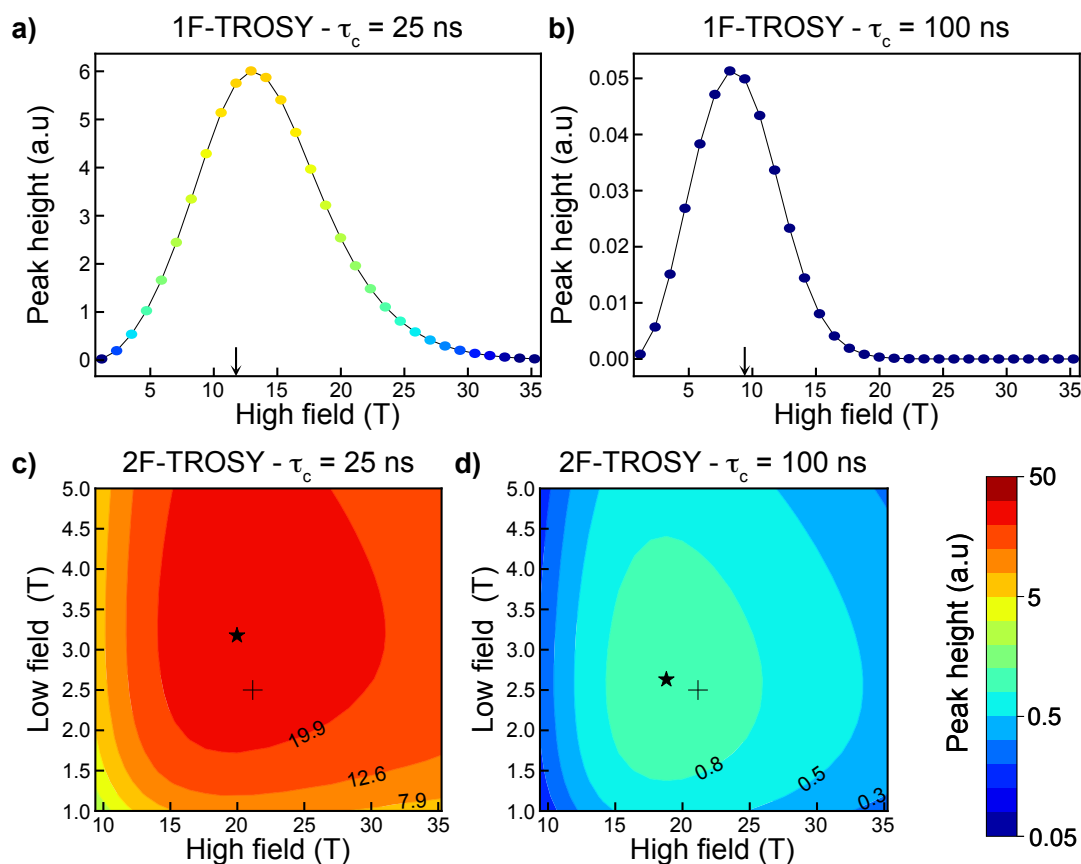 a) 1F-TROSY - τc = 25 ns
Peak height (a.u)
6
5
4
3
2
1
0
5 10 15 20 25 30 35
High field (T)
b) 1F-TROSY - τc = 100 ns
Peak height (a.u)
0.05
0.04
0.03
0.02
0.01
0.00
5 10 15 20 25 30 35
High field (T)
c) 2F-TROSY - τc = 25 ns
Low field (T)
5.0
4.5
4.0
3.5
3.0
2.5
2.0
1.5
1.0
19.9
12.6
7.9
10 15 20 25 30 35
High field (T)
d) 2F-TROSY - τc = 100 ns
Low field (T)
5.0
4.5
4.0
3.5
3.0
2.5
2.0
1.5
1.0
0.8
0.5
0.3
10 15 20 25 30 35
High field (T)
Peak height (a.u)
50
5
0.5
0.05